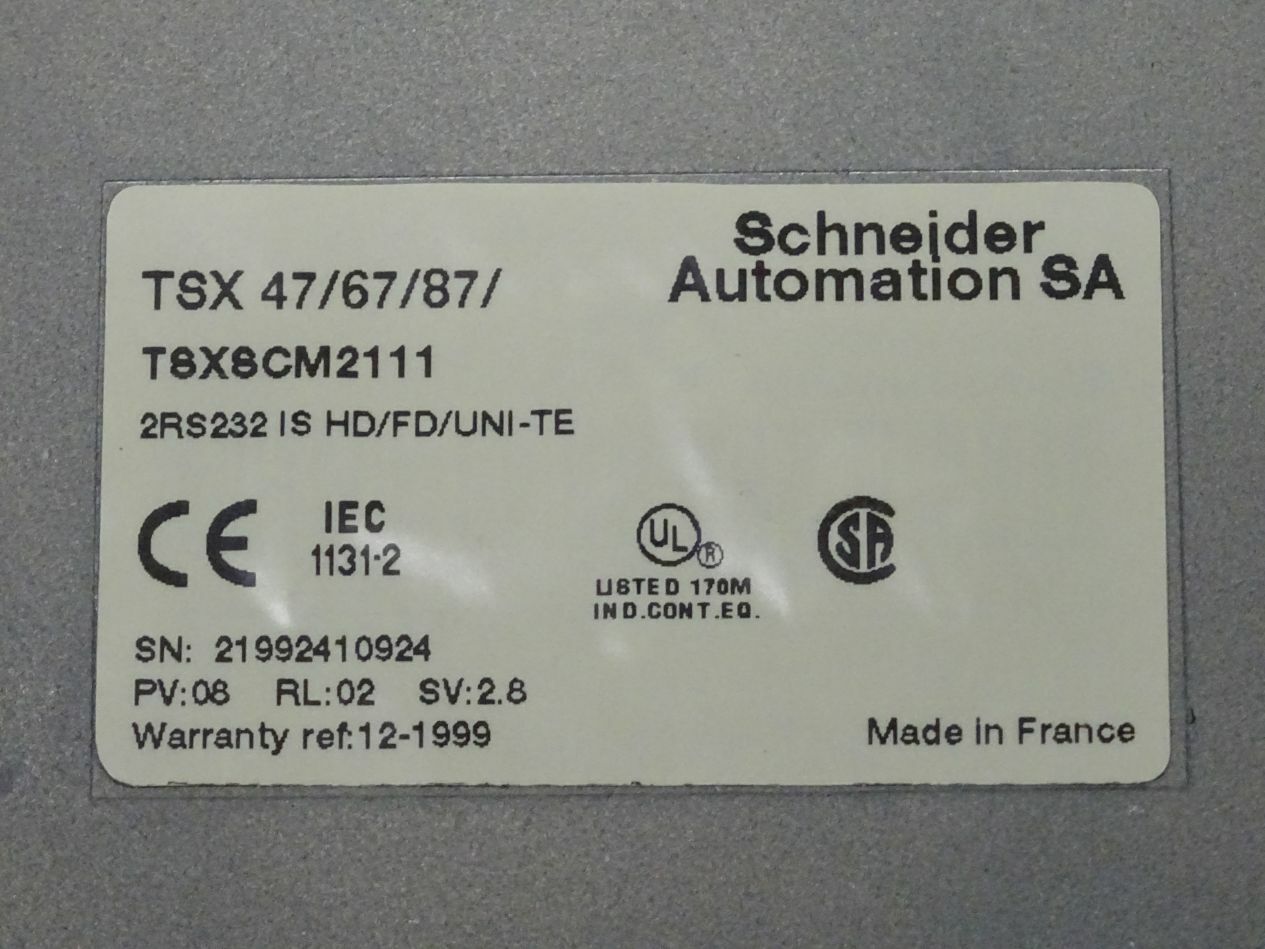 Schneider
Automation SA
TSX 47/67/87/
TSXSCM2111
2RS232 IS HD/FD/UNI-TE
CE
IEC
1131-2
UL ®
LISTED 170M
IND.CONT.EQ.
CSA
SN: 21992410924
PV:08 RL:02 SV:2.8
Warranty ref:12-1999
Made in France